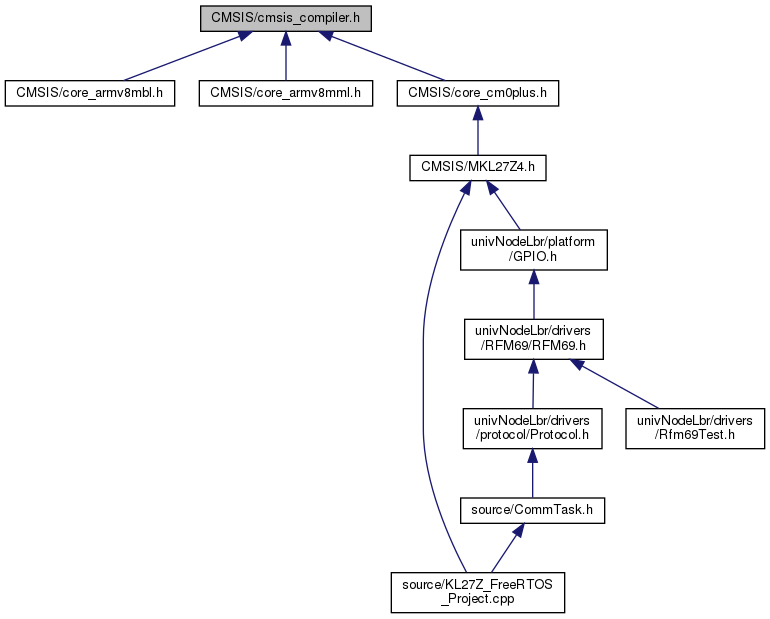 CMSIS/cmsis_compiler.h
CMSIS/core_armv8mbl.h
CMSIS/core_armv8mml.h
CMSIS/core_cm0plus.h
CMSIS/MKL27Z4.h
univNodeLbr/platform
/GPIO.h
univNodeLbr/drivers
/RFM69/RFM69.h
univNodeLbr/drivers
/protocol/Protocol.h
univNodeLbr/drivers
/Rfm69Test.h
source/CommTask.h
source/KL27Z_FreeRTOS
_Project.cpp